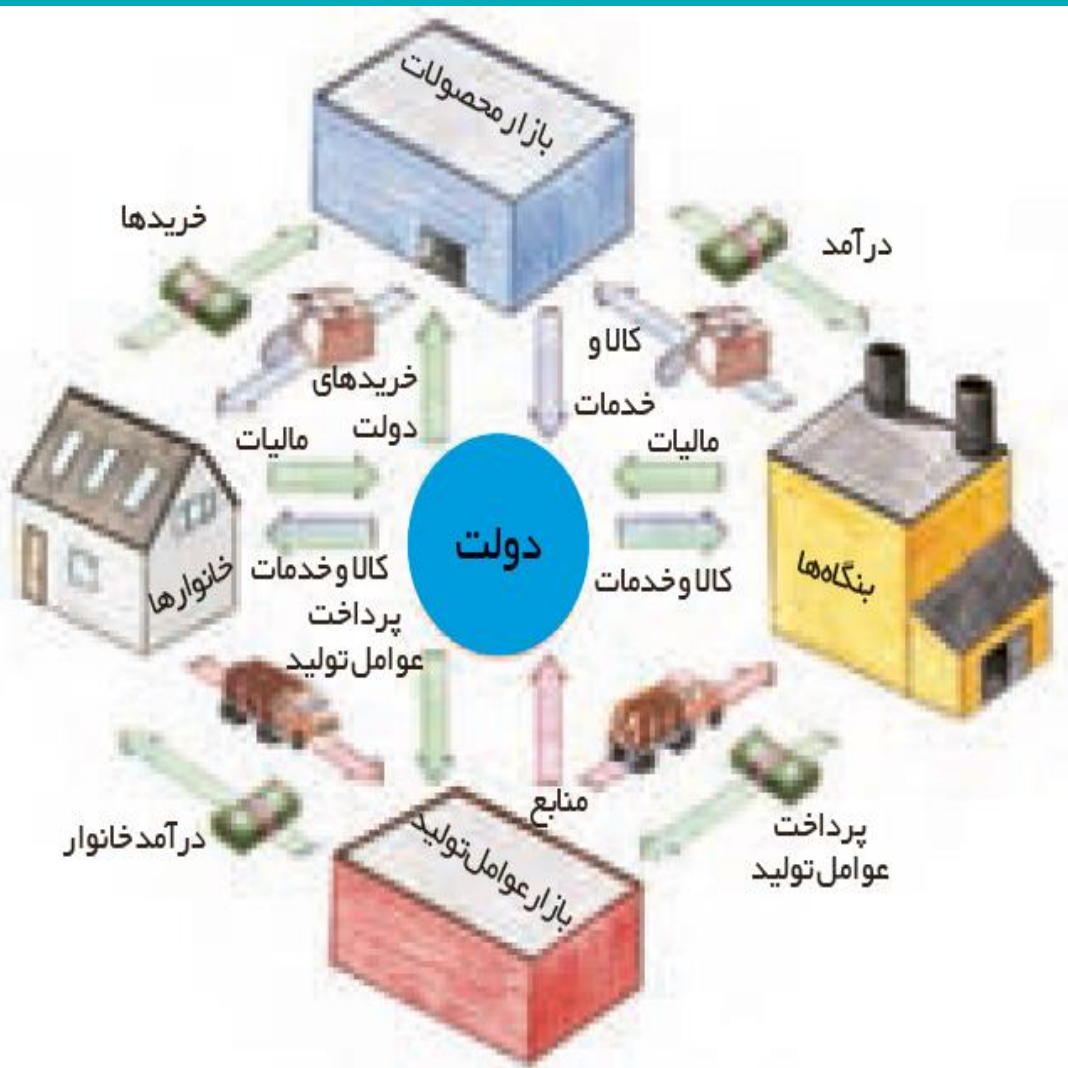 بازار محصولات
خریدها
درآمد
کالا و
خدمات
خریدهای
دولت
مالیات
مالیات
دولت
خانوارها
بنگاه‌ها
کالا و خدمات
کالا و خدمات
پرداخت
عوامل تولید
منابع
درآمد خانوار
بازار عوامل تولید
پرداخت
عوامل تولید